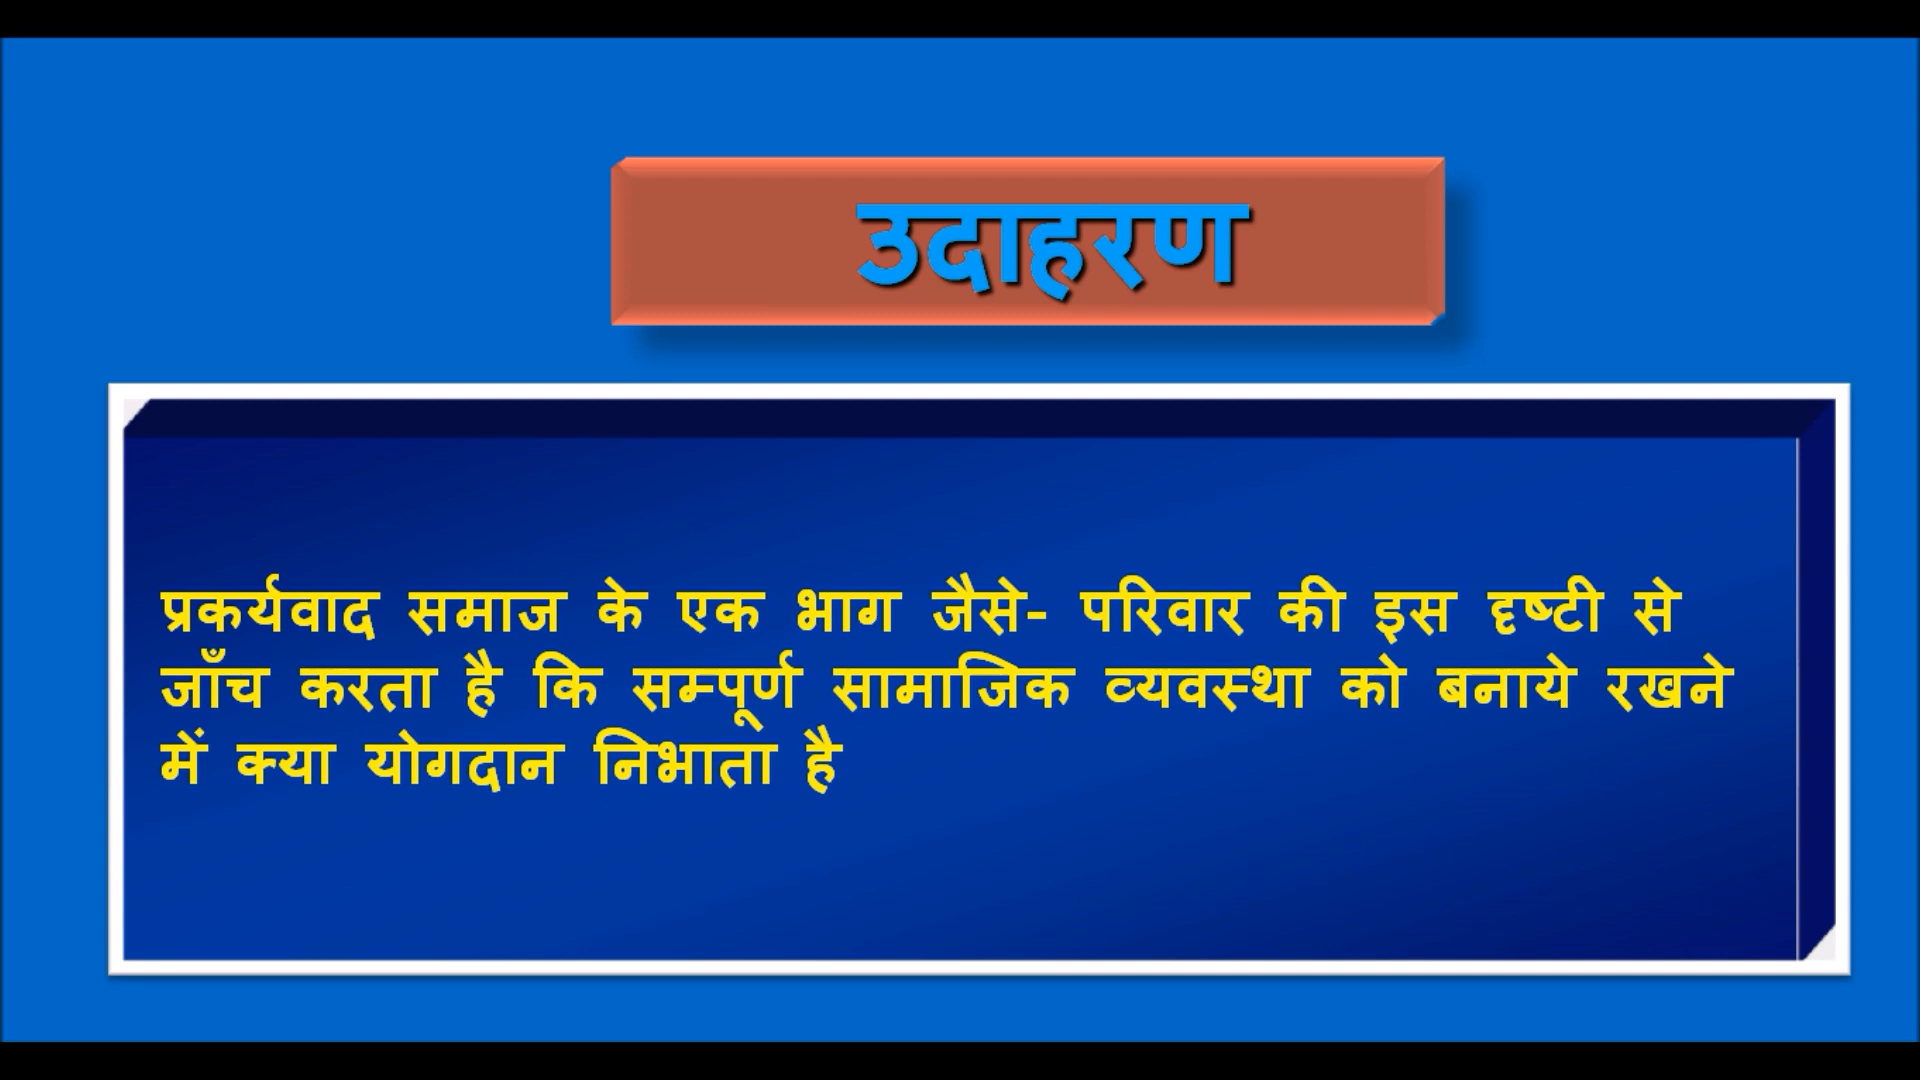 उदाहरण
प्रकर्यवाद समाज के एक भाग जैसे- परिवार की इस दृष्टी से
जाँच करता है कि सम्पूर्ण सामाजिक व्यवस्था को बनाये रखने
में क्या योगदान निभाता है